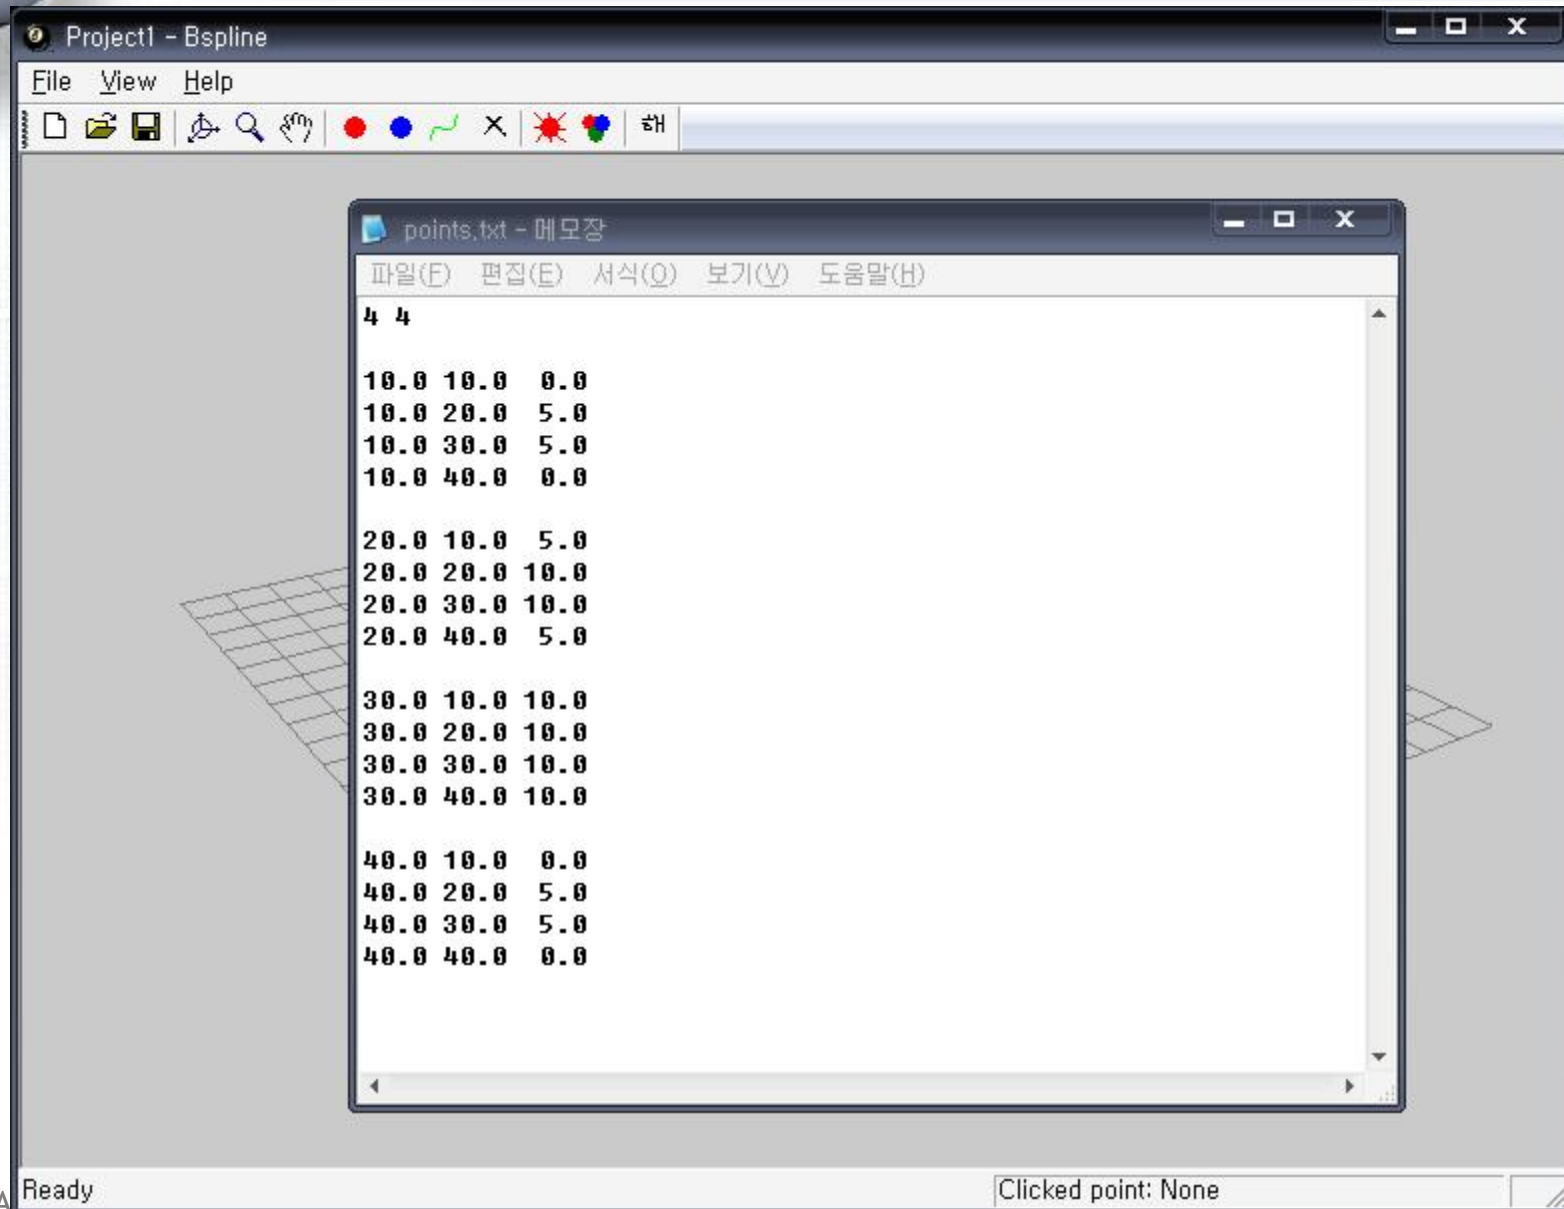 Project1 - Bspline
File View Help
points.txt - 메모장
파일(F) 편집(E) 서식(O) 보기(V) 도움말(H)
4 4
10.0 10.0 0.0
10.0 20.0 5.0
10.0 30.0 5.0
10.0 40.0 0.0
20.0 10.0 5.0
20.0 20.0 10.0
20.0 30.0 10.0
20.0 40.0 5.0
30.0 10.0 10.0
30.0 20.0 10.0
30.0 30.0 10.0
30.0 40.0 10.0
40.0 10.0 0.0
40.0 20.0 5.0
40.0 30.0 5.0
40.0 40.0 0.0
Ready
Clicked point: None